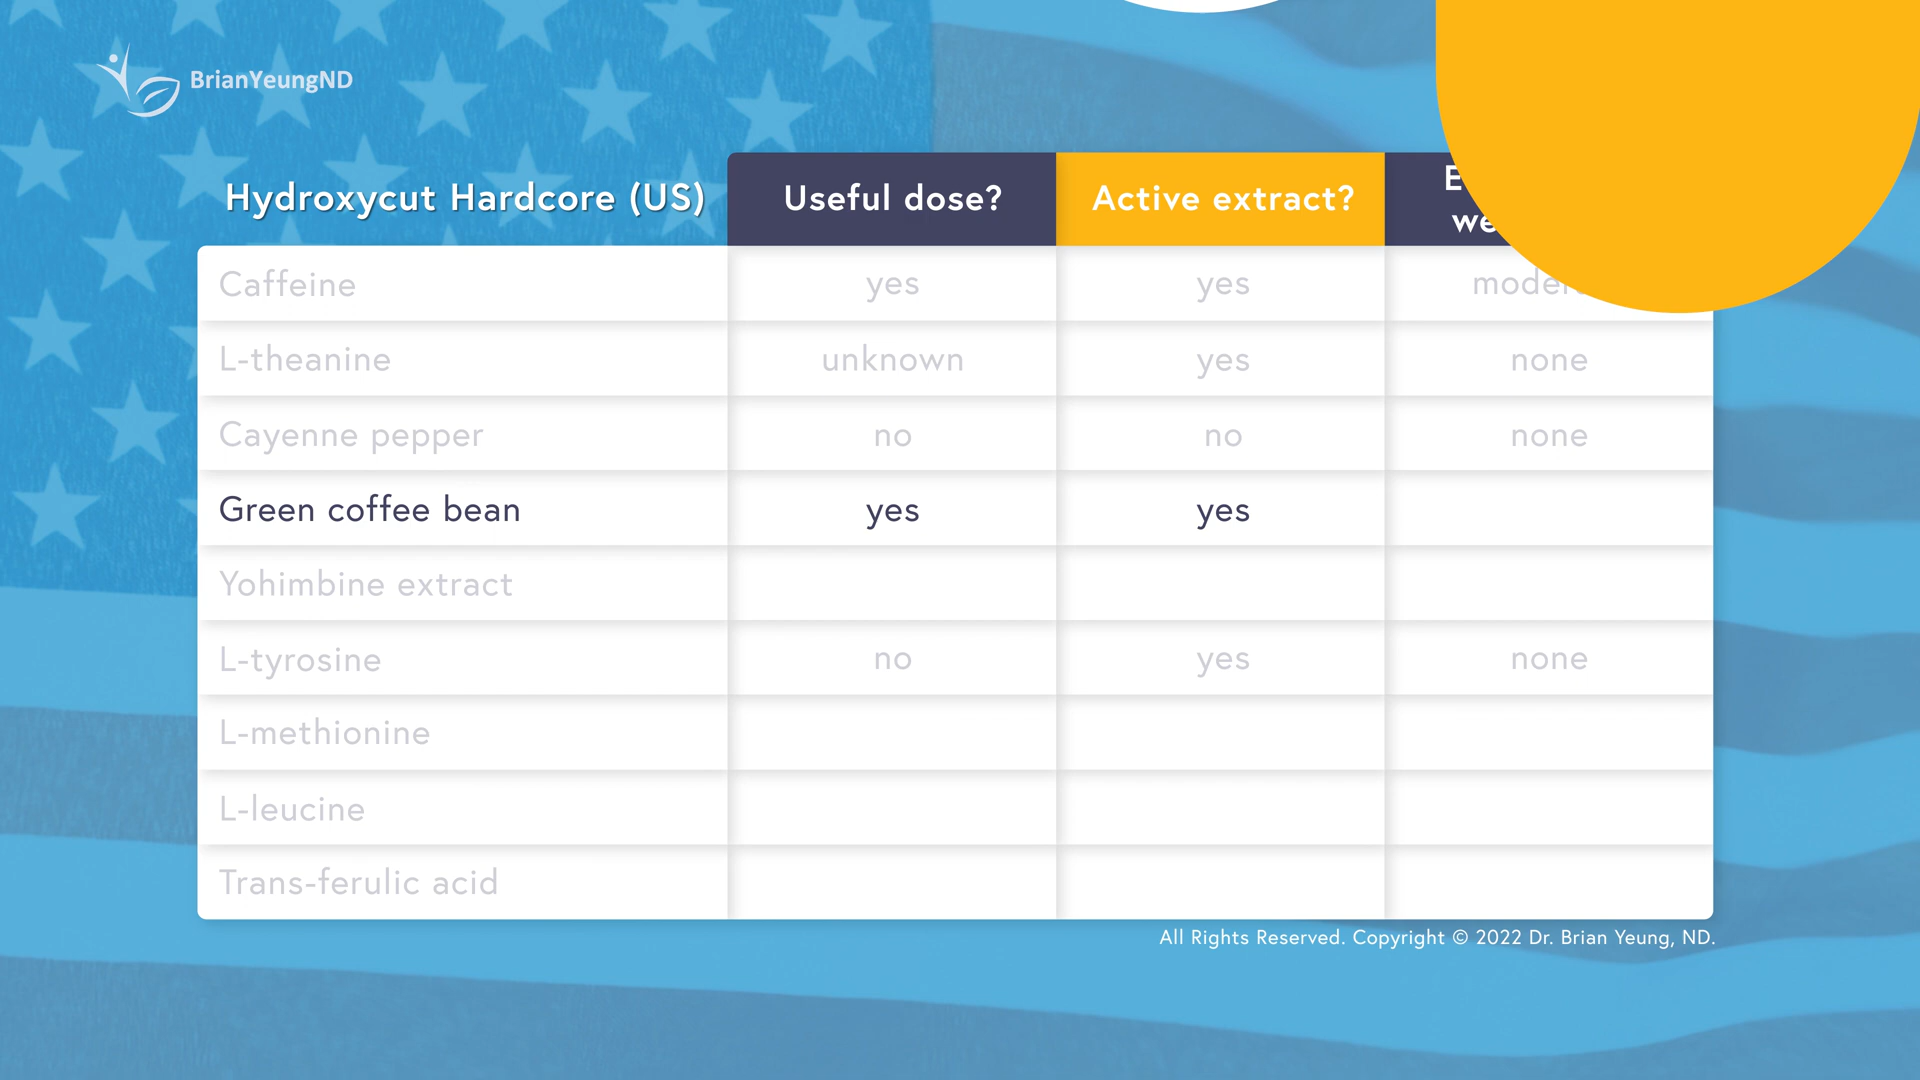 BrianYeungND
Hydroxycut Hardcore (US) Useful dose? Active extract?
Caffeine yes yes
L-theanine unknown yes none
Cayenne pepper no no none
Green coffee bean yes yes
Yohimbine extract
L-tyrosine no yes none
L-methionine
L-leucine
Trans-ferulic acid
All Rights Reserved. Copyright © 2022 Dr. Brian Yeung, ND.